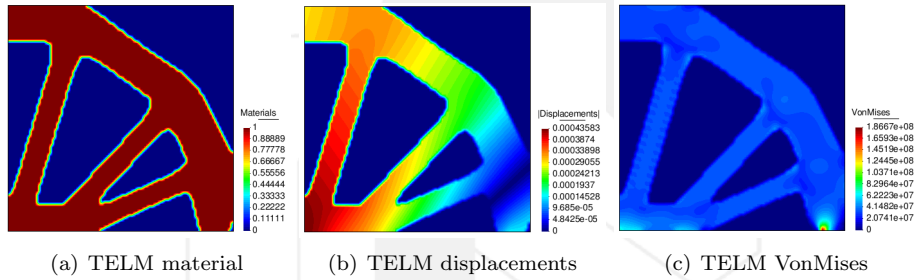 Materials
1
0.88889
0.77778
0.66667
0.55556
0.44444
0.33333
0.22222
0.11111
0
|Displacements|
0.00043583
0.0003874
0.00033898
0.00029055
0.00024213
0.0001937
0.00014528
9.685e-05
4.8425e-05
0
VonMises
1.8667e+08
1.6593e+08
1.4519e+08
1.2445e+08
1.0371e+08
8.2964e+07
6.2223e+07
4.1482e+07
2.0741e+07
0
(a) TELM material
(b) TELM displacements
(c) TELM VonMises